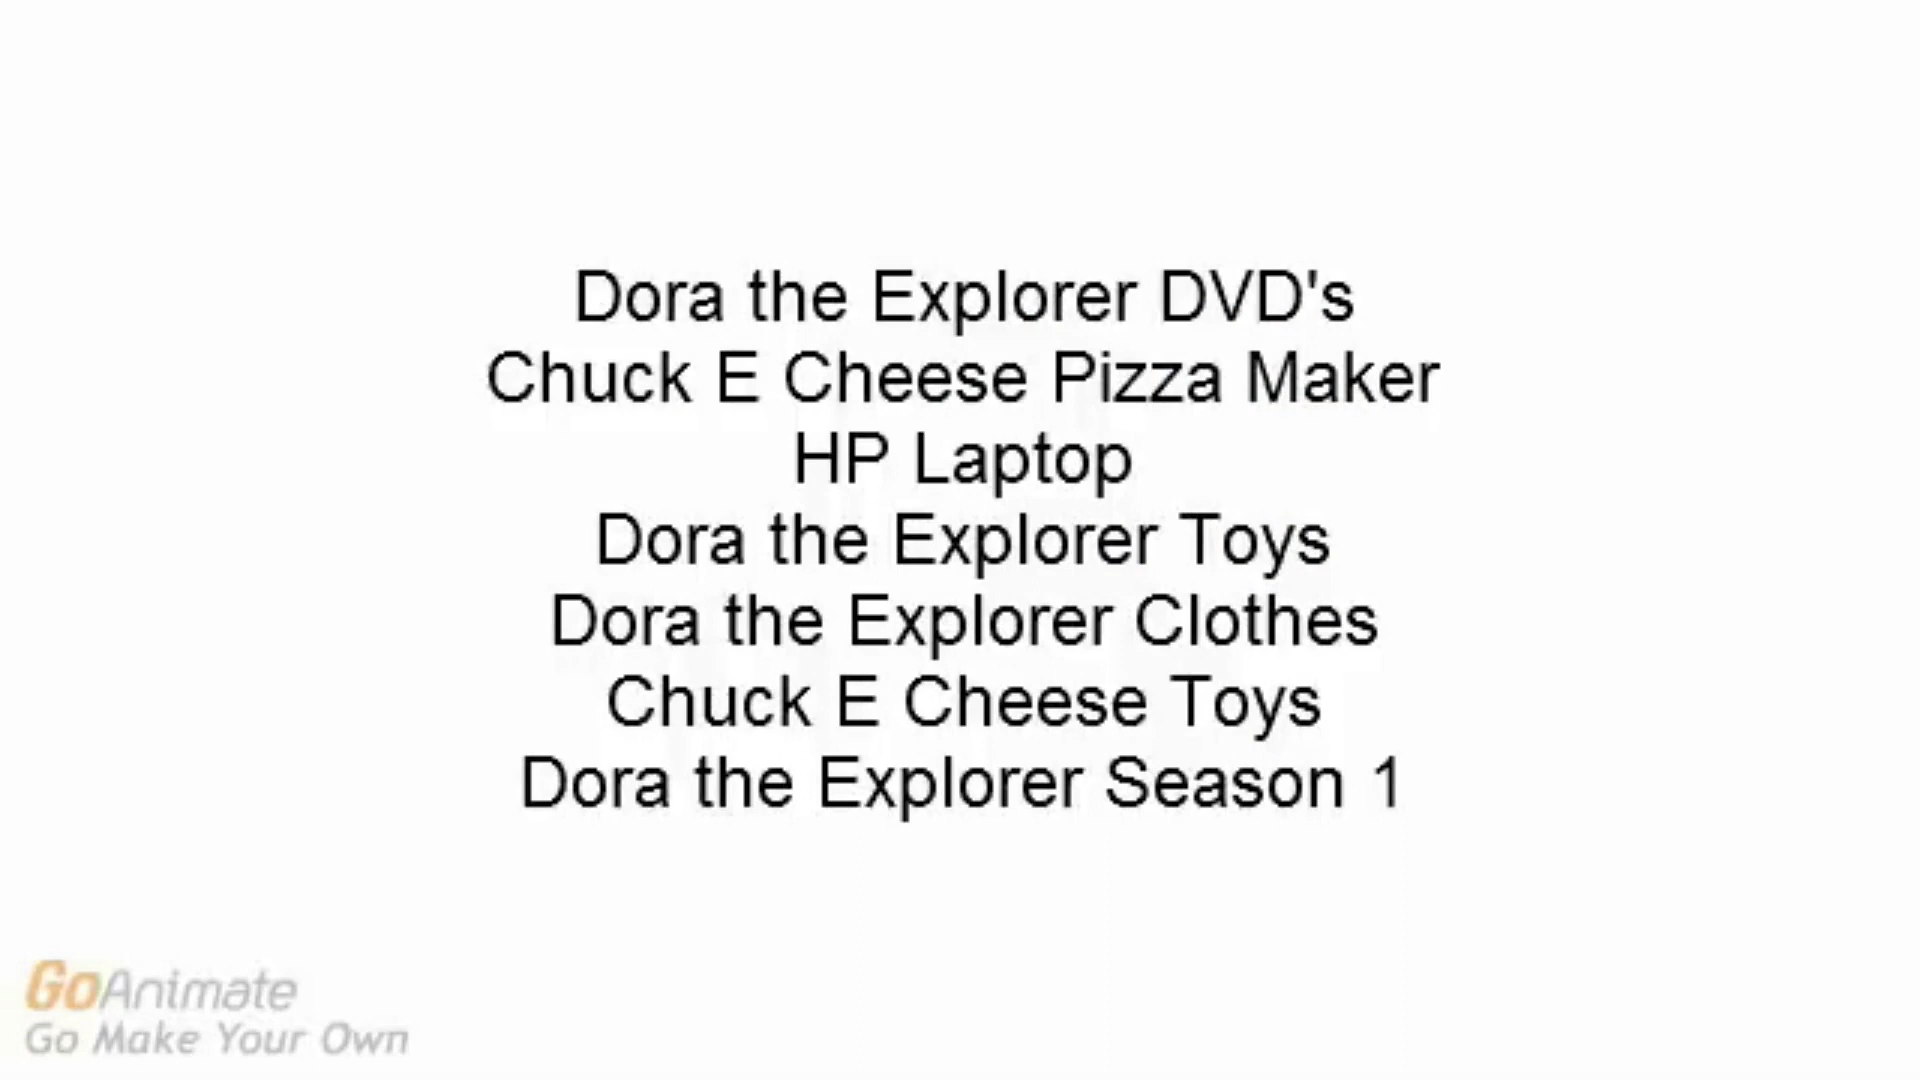 Dora the Explorer DVD's
Chuck E Cheese Pizza Maker
HP Laptop
Dora the Explorer Toys
Dora the Explorer Clothes
Chuck E Cheese Toys
Dora the Explorer Season 1
GoAnimate
Go Make Your Own